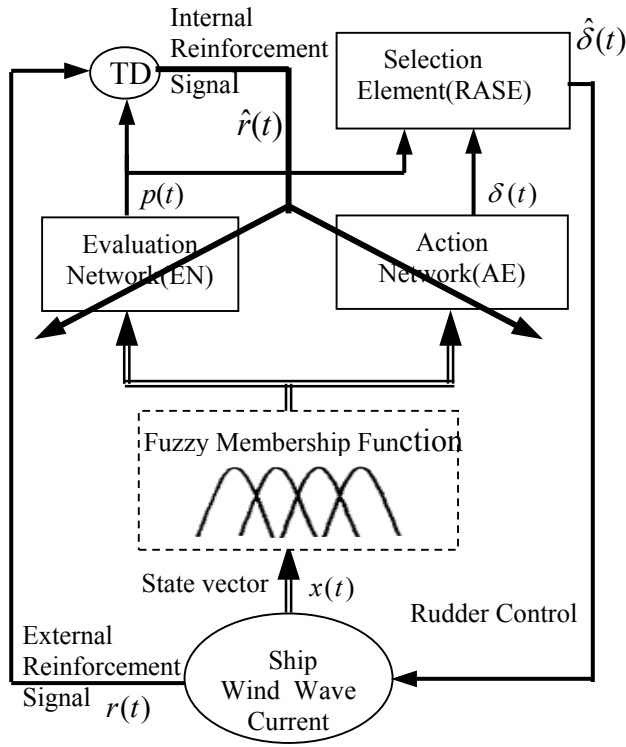 Internal
Reinforcement
Signal
r̂(t)
TD
Selection
Element(RASE)
δ̂(t)
p(t)
δ(t)
Evaluation
Network(EN)
Action
Network(AE)
Fuzzy Membership Function
State vector
x(t)
Rudder Control
External
Reinforcement
Signal r(t)
Ship
Wind Wave
Current